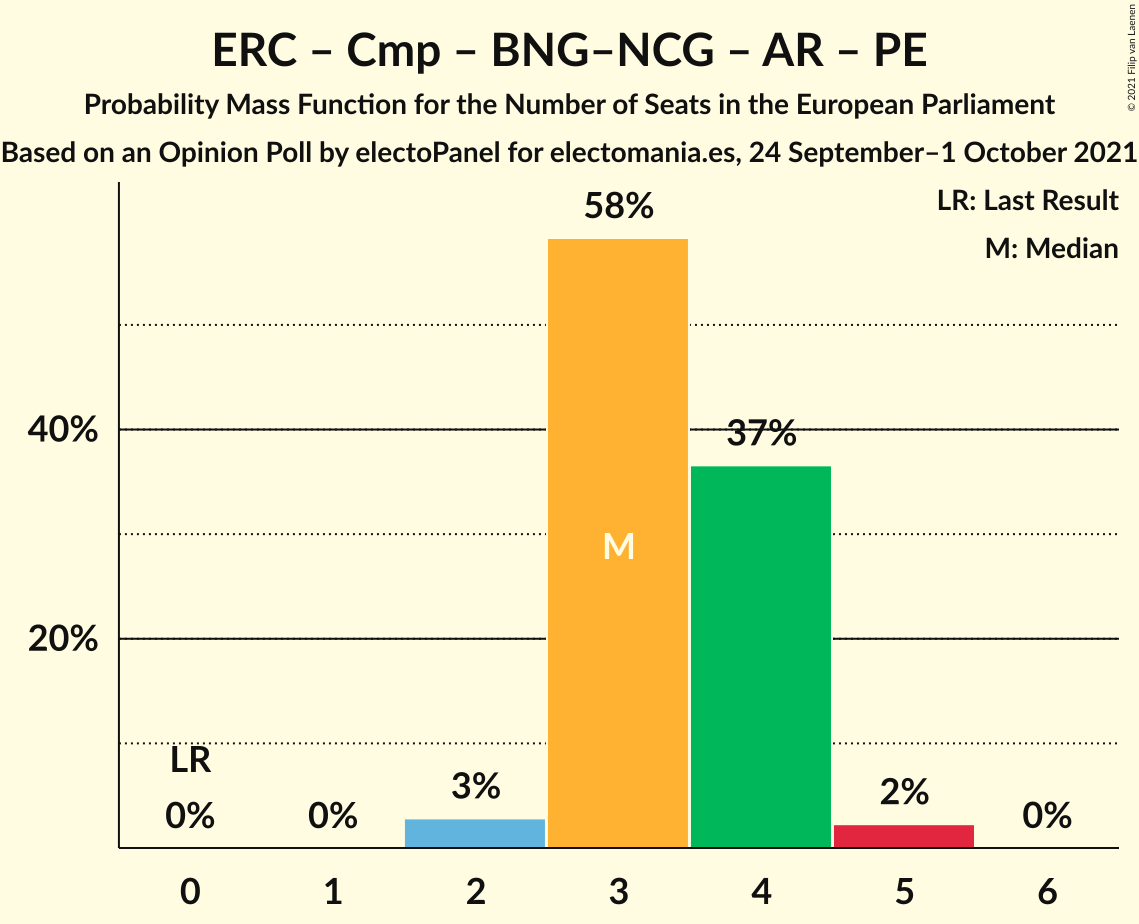 ERC – Cmp – BNG–NCG – AR – PE
Probability Mass Function for the Number of Seats in the European Parliament
Based on an Opinion Poll by electoPanel for electomania.es, 24 September–1 October 2021
© 2021 Filip van Laenen
LR: Last Result
M: Median
58%
40%
37%
M
20%
LR
0%
0%
3%
2%
0%
0
1
2
3
4
5
6